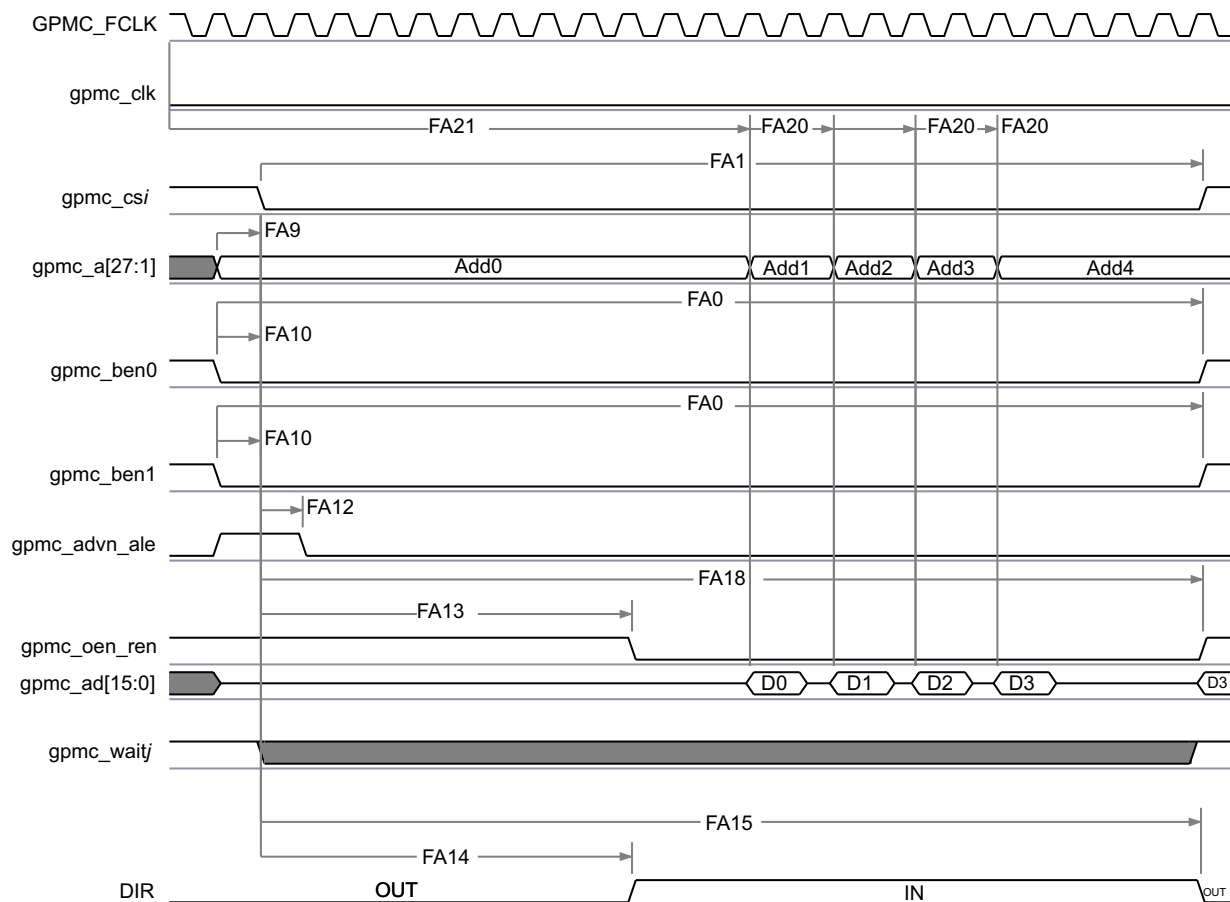 GPMC_FCLK
gpmc_clk
FA21 FA20 FA20 FA20
FA1
gpmc_csi
FA9
gpmc_a[27:1] Add0 Add1 Add2 Add3 Add4
FA0
FA10
gpmc_ben0
FA0
FA10
gpmc_ben1
FA12
gpmc_advn_ale
FA18
FA13
gpmc_oen_ren
gpmc_ad[15:0] D0 D1 D2 D3 D3
gpmc_waitj
FA15
FA14
DIR OUT IN OUT